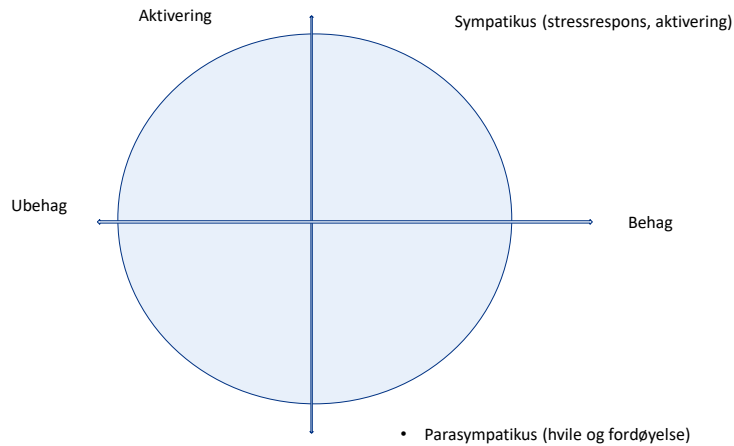 Aktivering
Sympatikus (stressrespons, aktivering)
Ubehag
Behag
• Parasympatikus (hvile og fordøyelse)